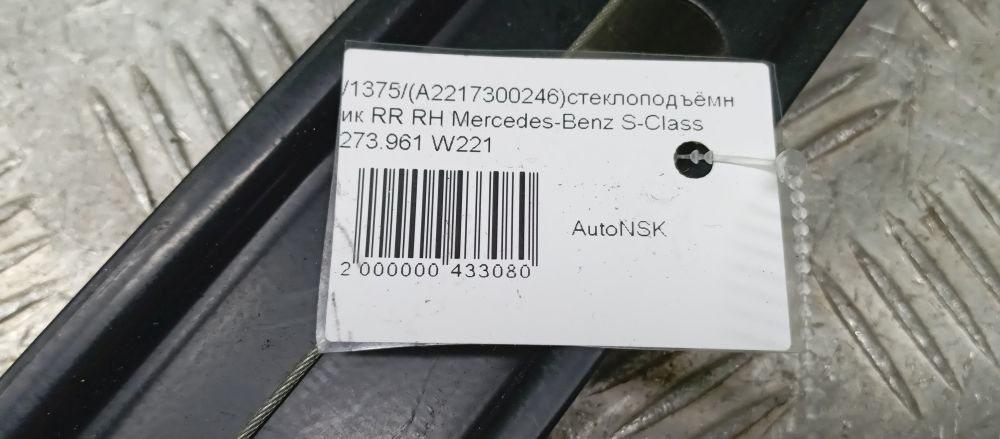 /1375/(A2217300246)стеклоподъёмн
ик RR RH Mercedes-Benz S-Class
273.961 W221
AutoNSK
2 000000 433080